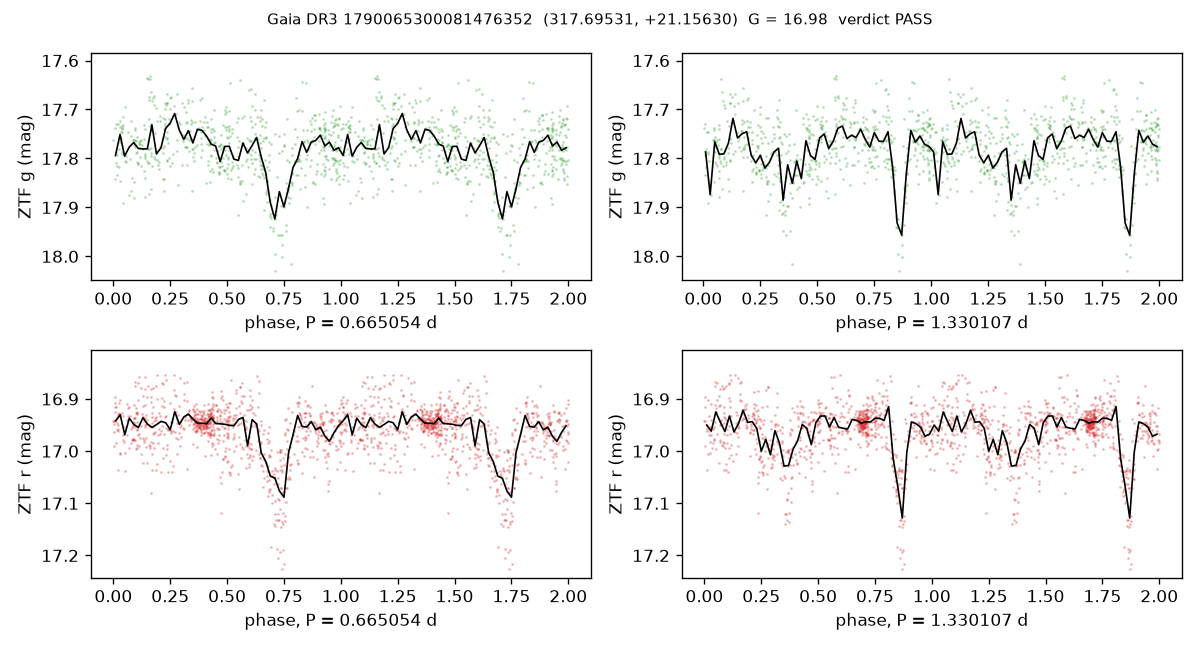 Gaia DR3 1790065300081476352 (317.69531, +21.15630) G = 16.98 verdict PASS
ZTF g (mag)
17.6
17.7
17.8
17.9
18.0
0.00 0.25 0.50 0.75 1.00 1.25 1.50 1.75 2.00
phase, P = 0.665054 d
ZTF g (mag)
17.6
17.7
17.8
17.9
18.0
0.00 0.25 0.50 0.75 1.00 1.25 1.50 1.75 2.00
phase, P = 1.330107 d
ZTF r (mag)
16.9
17.0
17.1
17.2
0.00 0.25 0.50 0.75 1.00 1.25 1.50 1.75 2.00
phase, P = 0.665054 d
ZTF r (mag)
16.9
17.0
17.1
17.2
0.00 0.25 0.50 0.75 1.00 1.25 1.50 1.75 2.00
phase, P = 1.330107 d